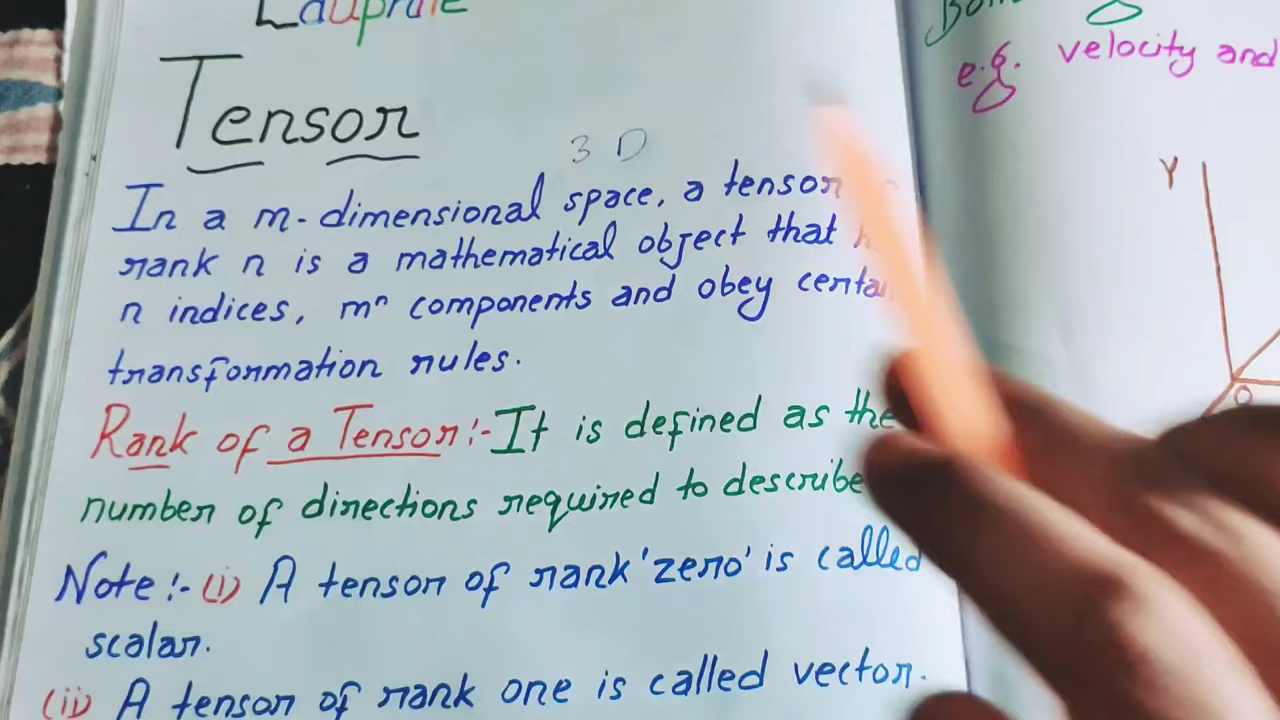 Eduphile
Tensor
3 D
In a m-dimensional space, a tensor
rank n is a mathematical object that
n indices, mⁿ components and obey
transformation rules.
Rank of a Tensor:- It is defined as the
number of directions required to describe
Note:- (i) A tensor of rank 'zero' is called
scalar.
(ii) A tensor of rank one is called vector.
e.g. velocity and
Y
O